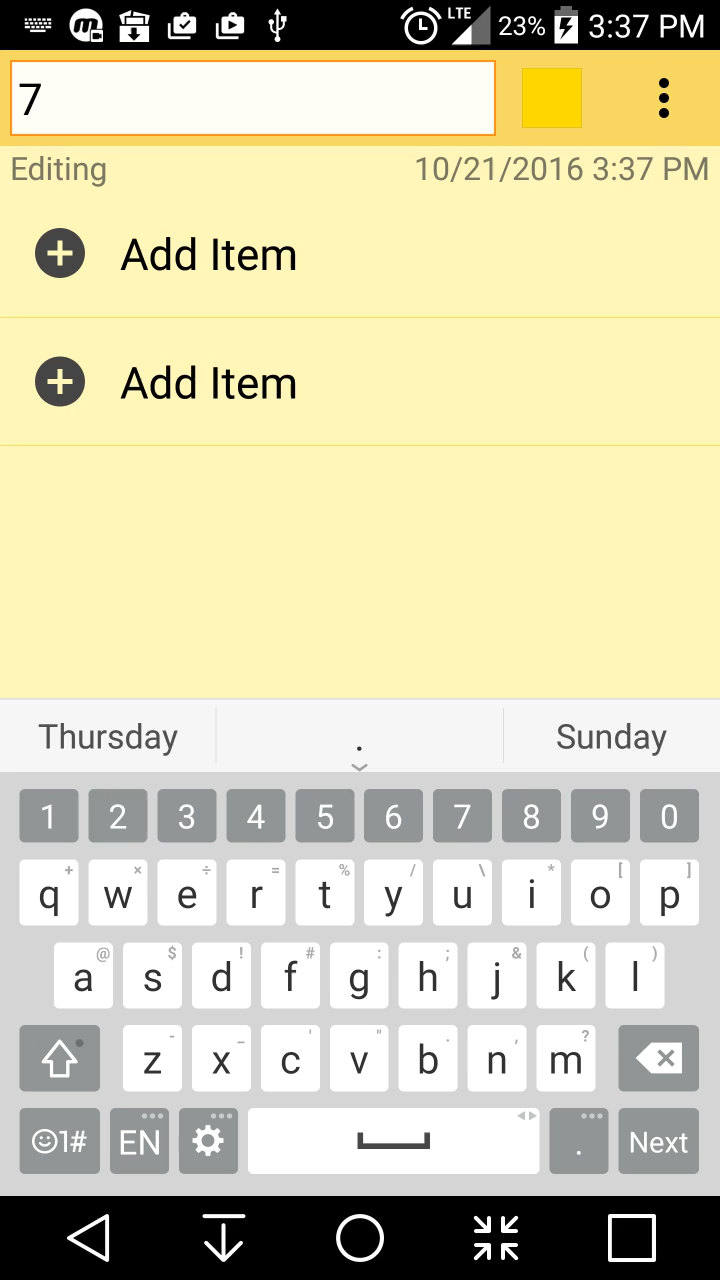 LTE 23% 3:37 PM
7
Editing 10/21/2016 3:37 PM
Add Item
Add Item
Thursday . Sunday
1 2 3 4 5 6 7 8 9 0
+ × ÷ = % / \ * [ ]
q w e r t y u i o p
@ $ ! # : ; & ( )
a s d f g h j k l
- _ ' " . , ?
z x c v b n m
1# EN . Next